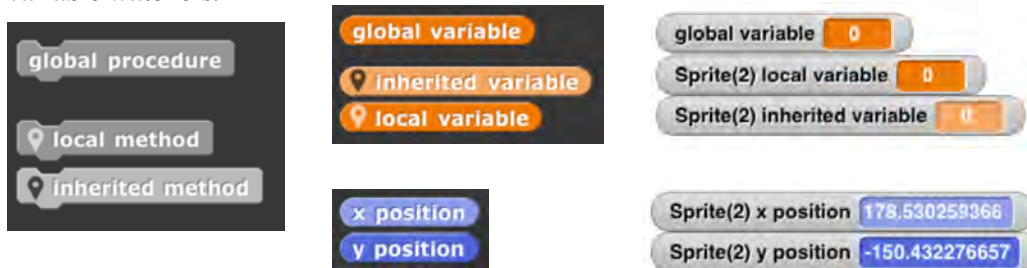 global procedure
local method
inherited method
global variable
inherited variable
local variable
x position
y position
global variable 0
Sprite(2) local variable 0
Sprite(2) inherited variable 0
Sprite(2) x position 178.530259366
Sprite(2) y position -150.432276657